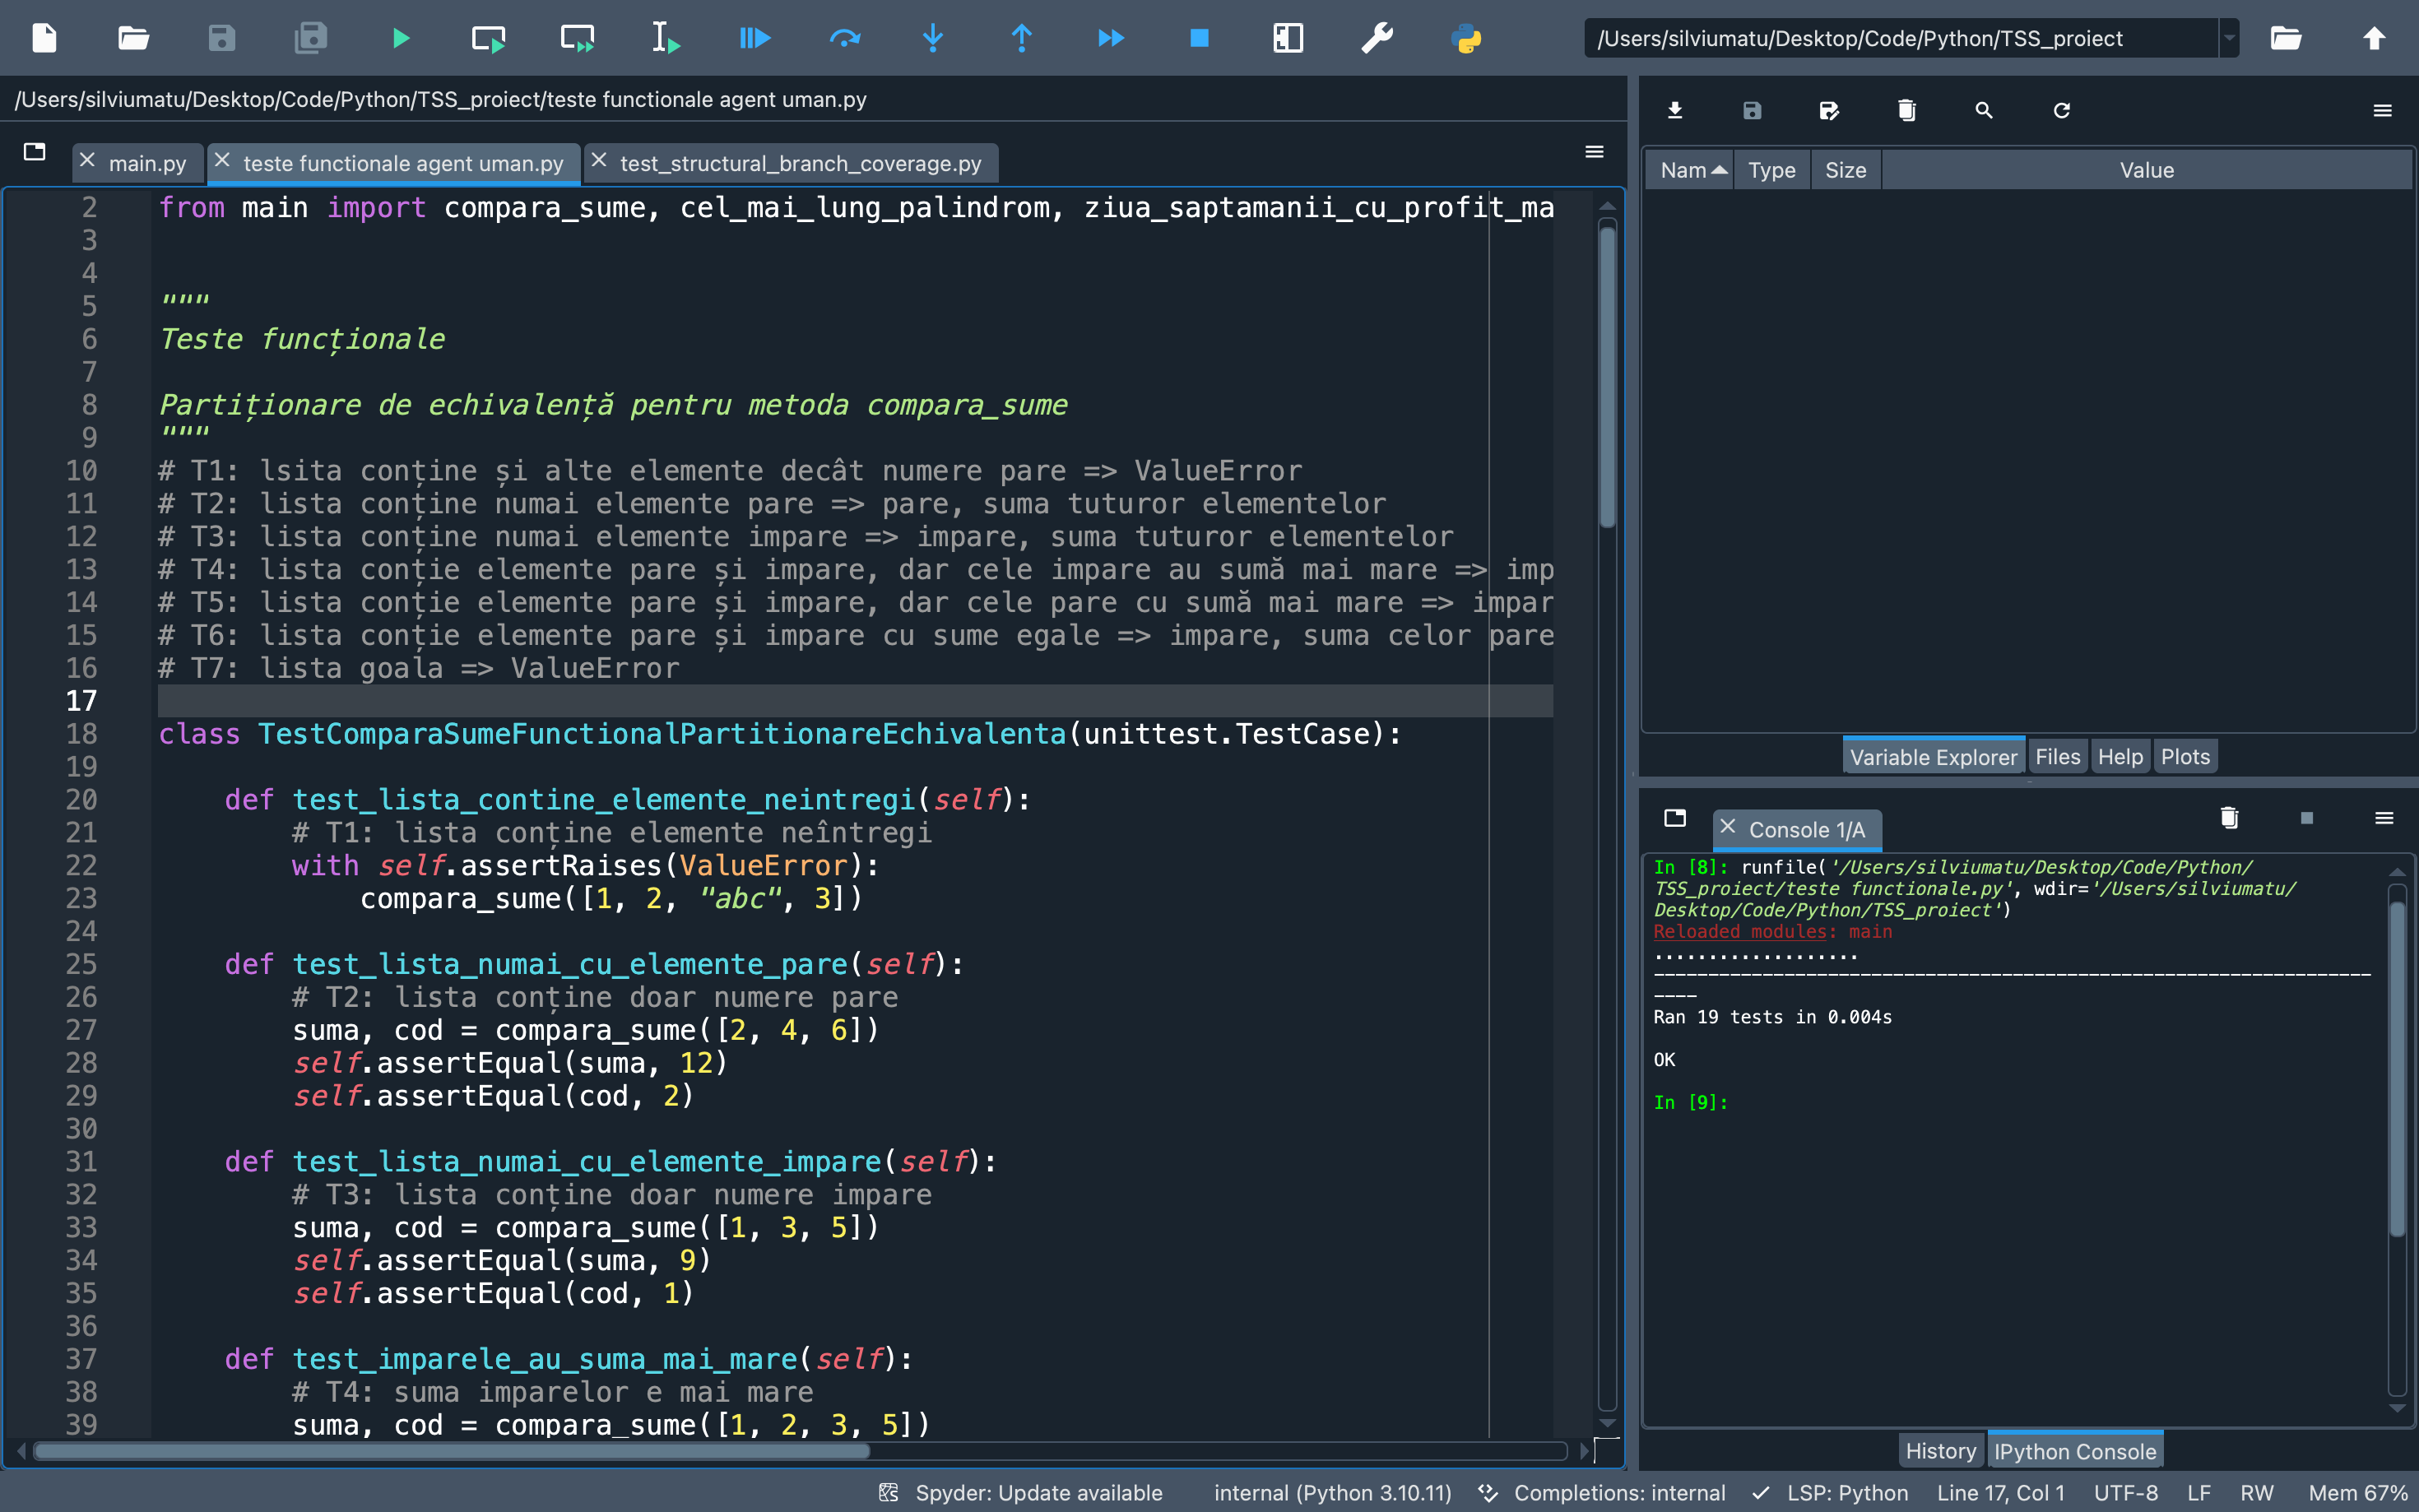 /Users/silviumatu/Desktop/Code/Python/TSS_proiect
/Users/silviumatu/Desktop/Code/Python/TSS_proiect/teste functionale agent uman.py
main.py
teste functionale agent uman.py
test_structural_branch_coverage.py
2 from main import compara_sume, cel_mai_lung_palindrom, ziua_saptamanii_cu_profit_ma
3
4
5 """
6 Teste funcționale
7
8 Partiționare de echivalență pentru metoda compara_sume
9 """
10 # T1: lsita conține și alte elemente decât numere pare => ValueError
11 # T2: lista conține numai elemente pare => pare, suma tuturor elementelor
12 # T3: lista conține numai elemente impare => impare, suma tuturor elementelor
13 # T4: lista conție elemente pare și impare, dar cele impare au sumă mai mare => imp
14 # T5: lista conție elemente pare și impare, dar cele pare cu sumă mai mare => impar
15 # T6: lista conție elemente pare și impare cu sume egale => impare, suma celor pare
16 # T7: lista goala => ValueError
17
18 class TestComparaSumeFunctionalPartitionareEchivalenta(unittest.TestCase):
19
20 def test_lista_contine_elemente_neintregi(self):
21 # T1: lista conține elemente neîntregi
22 with self.assertRaises(ValueError):
23 compara_sume([1, 2, "abc", 3])
24
25 def test_lista_numai_cu_elemente_pare(self):
26 # T2: lista conține doar numere pare
27 suma, cod = compara_sume([2, 4, 6])
28 self.assertEqual(suma, 12)
29 self.assertEqual(cod, 2)
30
31 def test_lista_numai_cu_elemente_impare(self):
32 # T3: lista conține doar numere impare
33 suma, cod = compara_sume([1, 3, 5])
34 self.assertEqual(suma, 9)
35 self.assertEqual(cod, 1)
36
37 def test_imparele_au_suma_mai_mare(self):
38 # T4: suma imparelor e mai mare
39 suma, cod = compara_sume([1, 2, 3, 5])
Nam Type Size Value
Variable Explorer Files Help Plots
Console 1/A
In [8]: runfile('/Users/silviumatu/Desktop/Code/Python/
TSS_proiect/teste functionale.py', wdir='/Users/silviumatu/
Desktop/Code/Python/TSS_proiect')
Reloaded modules: main
...................
------------------------------------------------------------------
----
Ran 19 tests in 0.004s
OK
In [9]:
History IPython Console
Spyder: Update available internal (Python 3.10.11) Completions: internal LSP: Python Line 17, Col 1 UTF-8 LF RW Mem 67%